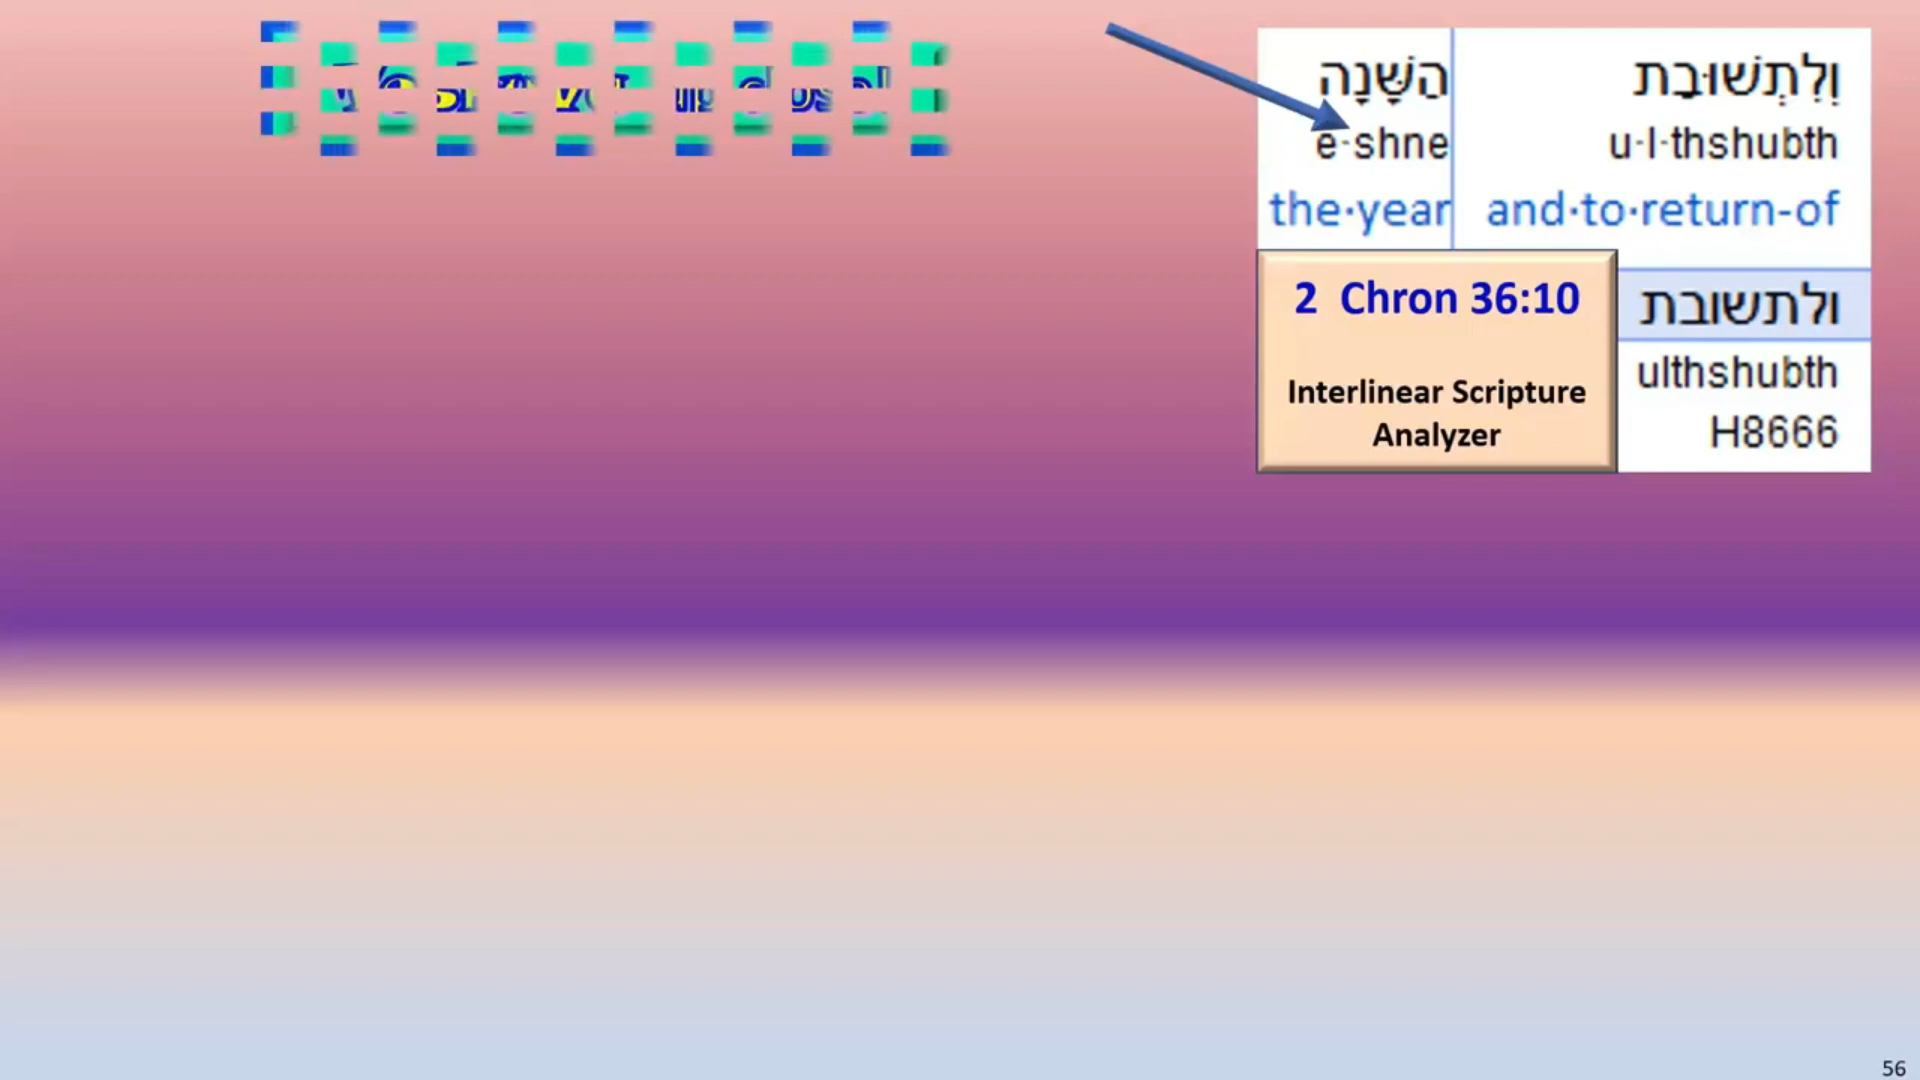 וְלִתְשׁוּבַת הַשָּׁנָה
u·l·thshubth e·shne
and·to·return-of the·year
ולתשובת
ulthshubth
H8666
2 Chron 36:10
Interlinear Scripture
Analyzer
56